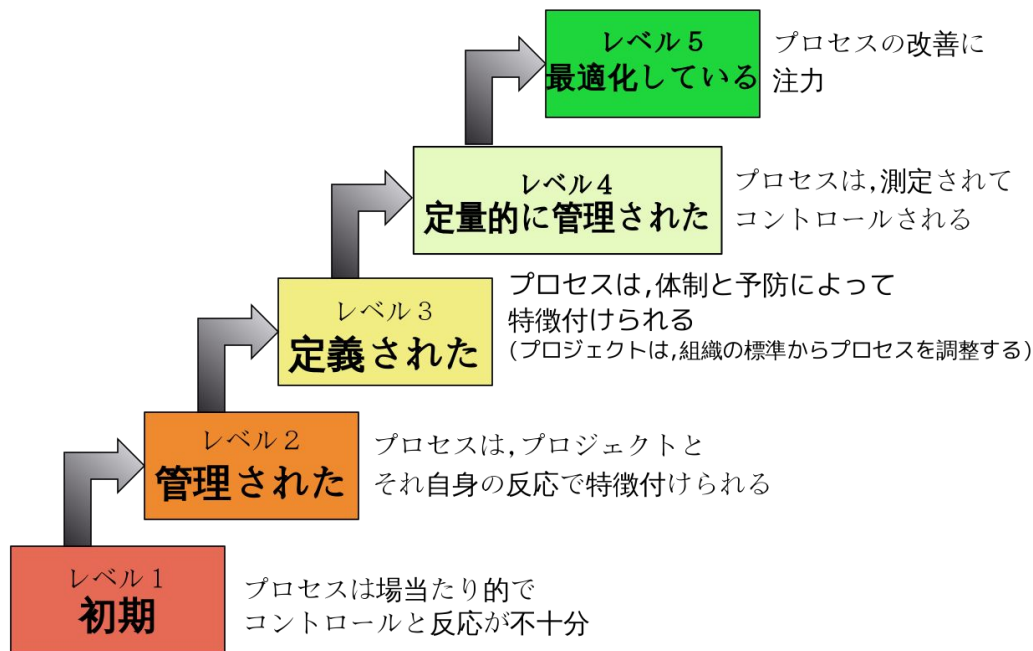 レベル５
最適化している
プロセスの改善に
注力
レベル４
定量的に管理された
プロセスは,測定されて
コントロールされる
レベル３
定義された
プロセスは,体制と予防によって
特徴付けられる
(プロジェクトは,組織の標準からプロセスを調整する)
レベル２
管理された
プロセスは,プロジェクトと
それ自身の反応で特徴付けられる
レベル１
初期
プロセスは場当たり的で
コントロールと反応が不十分